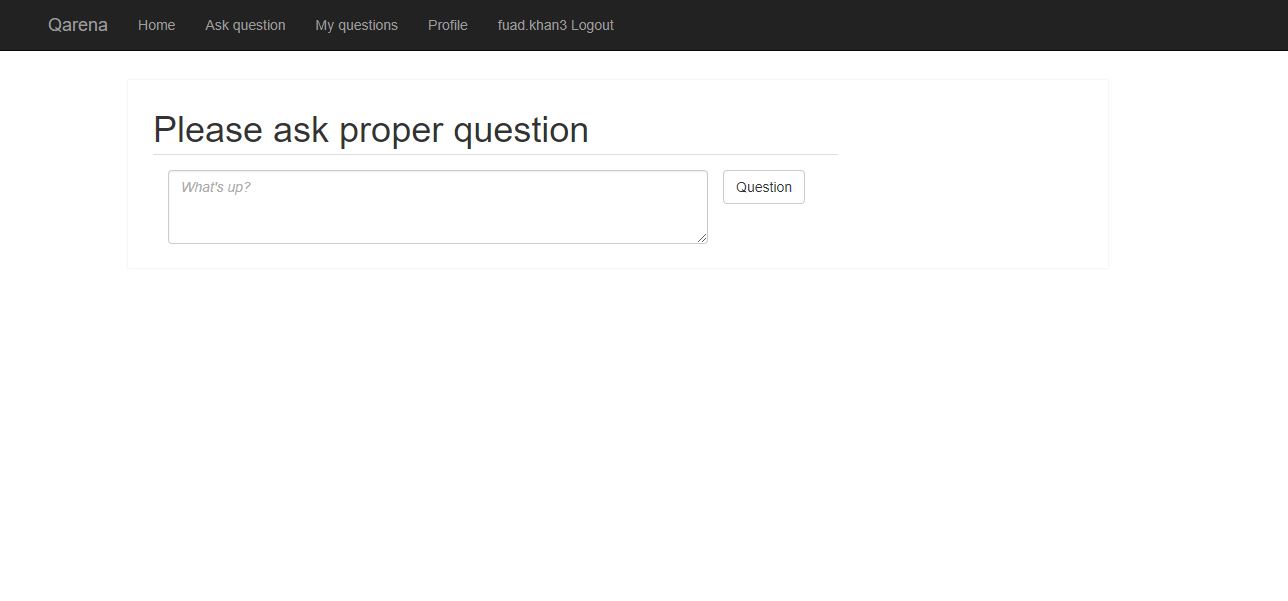 Qarena Home Ask question My questions Profile fuad.khan3 Logout
Please ask proper question
What's up? Question